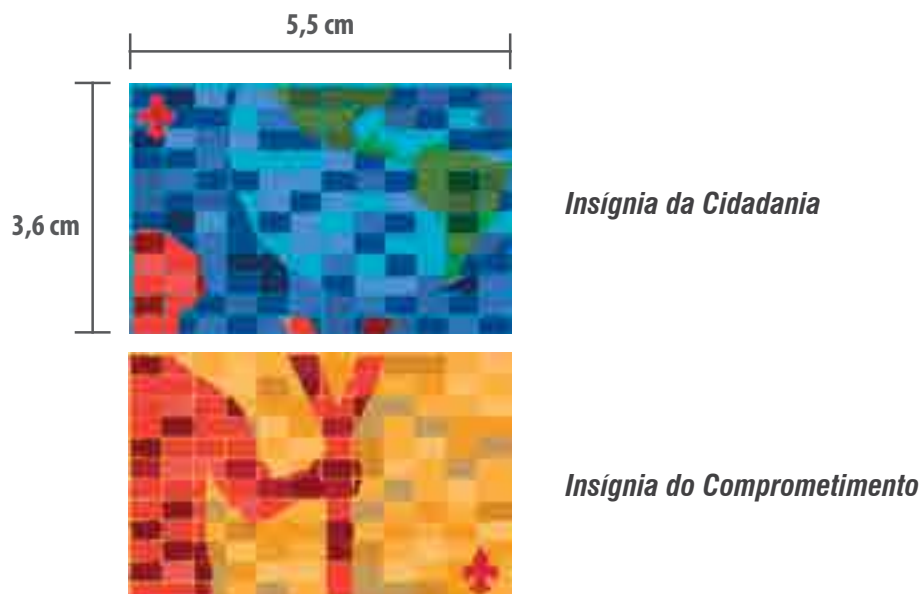 5,5 cm
3,6 cm
Insígnia da Cidadania
Insígnia do Comprometimento